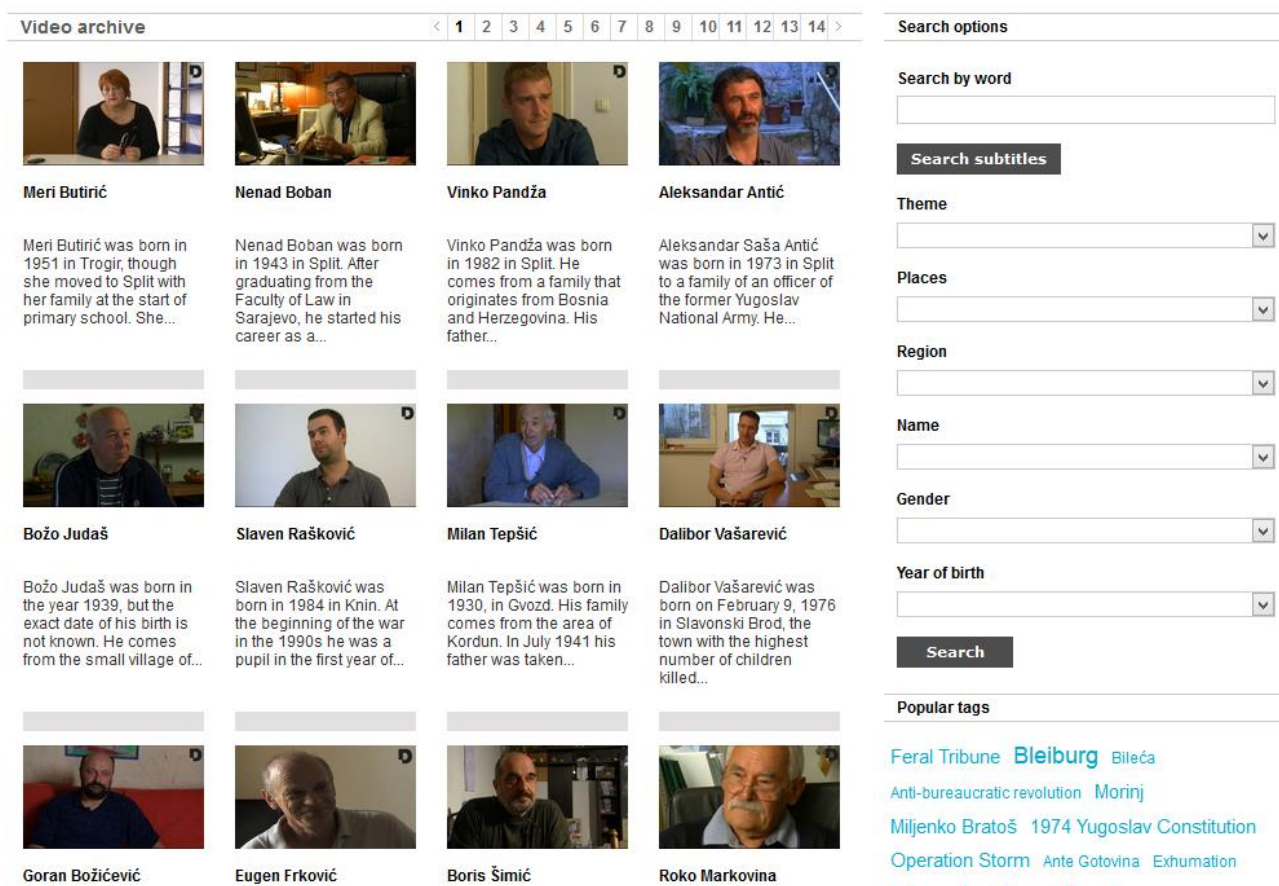 Video archive
< 1 2 3 4 5 6 7 8 9 10 11 12 13 14 >
Meri Butirić
Meri Butirić was born in
1951 in Trogir, though
she moved to Split with
her family at the start of
primary school. She...
Nenad Boban
Nenad Boban was born
in 1943 in Split. After
graduating from the
Faculty of Law in
Sarajevo, he started his
career as a...
Vinko Pandža
Vinko Pandža was born
in 1982 in Split. He
comes from a family that
originates from Bosnia
and Herzegovina. His
father...
Aleksandar Antić
Aleksandar Saša Antić
was born in 1973 in Split
to a family of an officer of
the former Yugoslav
National Army. He...
Božo Judaš
Božo Judaš was born in
the year 1939, but the
exact date of his birth is
not known. He comes
from the small village of...
Slaven Rašković
Slaven Rašković was
born in 1984 in Knin. At
the beginning of the war
in the 1990s he was a
pupil in the first year of...
Milan Tepšić
Milan Tepšić was born in
1930, in Gvozd. His family
comes from the area of
Kordun. In July 1941 his
father was taken...
Dalibor Vašarević
Dalibor Vašarević was
born on February 9, 1976
in Slavonski Brod, the
town with the highest
number of children
killed...
Goran Božićević
Eugen Frković
Boris Šimić
Roko Markovina
Search options
Search by word
Search subtitles
Theme
Places
Region
Name
Gender
Year of birth
Search
Popular tags
Feral Tribune Bleiburg Bileća
Anti-bureaucratic revolution Morinj
Miljenko Bratoš 1974 Yugoslav Constitution
Operation Storm Ante Gotovina Exhumation